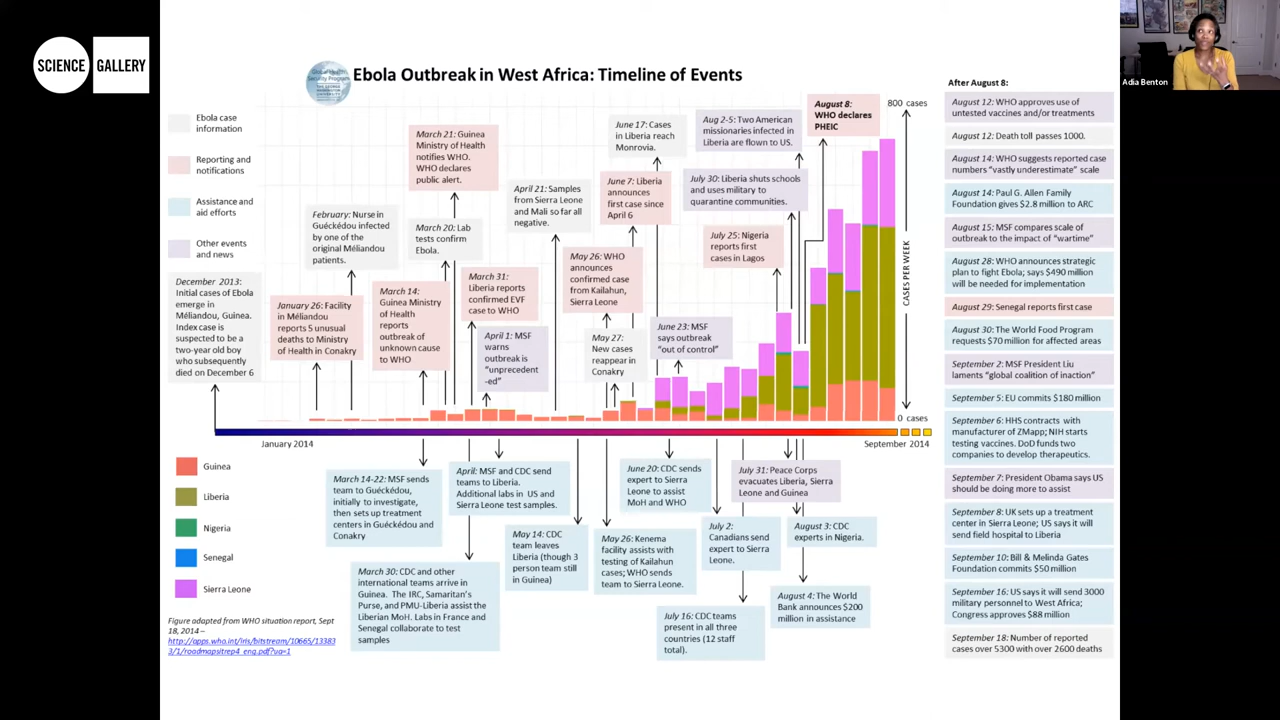 SCIENCE
GALLERY
Ebola Outbreak in West Africa: Timeline of Events
Adia Benton
Ebola case
information
Reporting and
notifications
Assistance and
aid efforts
Other events
and news
December 2013:
Initial cases of Ebola
emerge in
Méliandou, Guinea.
Index case is
suspected to be a
two-year old boy
who subsequently
died on December 6
January 26: Facility
in Méliandou
reports 5 unusual
deaths to Ministry
of Health in Conakry
February: Nurse in
Guéckédou infected
by one of the
original Méliandou
patients.
March 14:
Guinea Ministry
of Health
reports
outbreak of
unknown cause
to WHO
March 21: Guinea
Ministry of Health
notifies WHO.
WHO declares
public alert.
March 20: Lab
tests confirm
Ebola.
March 31:
Liberia reports
confirmed EVF
case to WHO
April 1: MSF
warns
outbreak is
"unprecedent
-ed"
April 21: Samples
from Sierra Leone
and Mali so far all
negative.
May 26: WHO
announces
confirmed case
from Kailahun,
Sierra Leone
May 27:
New cases
reappear in
Conakry
June 17: Cases
in Liberia reach
Monrovia.
June 7: Liberia
announces
first case since
April 6
June 23: MSF
says outbreak
"out of control"
Aug 2-5: Two American
missionaries infected in
Liberia are flown to US.
July 30: Liberia shuts schools
and uses military to
quarantine communities.
July 25: Nigeria
reports first
cases in Lagos
August 8:
WHO declares
PHEIC
800 cases
CASES PER WEEK
0 cases
January 2014
September 2014
Guinea
Liberia
Nigeria
Senegal
Sierra Leone
March 14-22: MSF sends
team to Guéckédou,
initially to investigate,
then sets up treatment
centers in Guéckédou and
Conakry
March 30: CDC and other
international teams arrive in
Guinea. The IRC, Samaritan's
Purse, and PMU-Liberia assist the
Liberian MoH. Labs in France and
Senegal collaborate to test
samples
April: MSF and CDC send
teams to Liberia.
Additional labs in US and
Sierra Leone test samples.
May 14: CDC
team leaves
Liberia (though 3
person team still
in Guinea)
May 26: Kenema
facility assists with
testing of Kailahun
cases; WHO sends
team to Sierra Leone.
June 20: CDC sends
expert to Sierra
Leone to assist
MoH and WHO
July 2:
Canadians send
expert to Sierra
Leone.
July 16: CDC teams
present in all three
countries (12 staff
total).
July 31: Peace Corps
evacuates Liberia, Sierra
Leone and Guinea
August 3: CDC
experts in Nigeria.
August 4: The World
Bank announces $200
million in assistance
Figure adapted from WHO situation report, Sept
18, 2014 –
http://apps.who.int/iris/bitstream/10665/13383
3/1/roadmapsitrep4_eng.pdf?ua=1
After August 8:
August 12: WHO approves use of
untested vaccines and/or treatments
August 12: Death toll passes 1000.
August 14: WHO suggests reported case
numbers "vastly underestimate" scale
August 14: Paul G. Allen Family
Foundation gives $2.8 million to ARC
August 15: MSF compares scale of
outbreak to the impact of "wartime"
August 28: WHO announces strategic
plan to fight Ebola; says $490 million
will be needed for implementation
August 29: Senegal reports first case
August 30: The World Food Program
requests $70 million for affected areas
September 2: MSF President Liu
laments "global coalition of inaction"
September 5: EU commits $180 million
September 6: HHS contracts with
manufacturer of ZMapp; NIH starts
testing vaccines. DoD funds two
companies to develop therapeutics.
September 7: President Obama says US
should be doing more to assist
September 8: UK sets up a treatment
center in Sierra Leone; US says it will
send field hospital to Liberia
September 10: Bill & Melinda Gates
Foundation commits $50 million
September 16: US says it will send 3000
military personnel to West Africa;
Congress approves $88 million
September 18: Number of reported
cases over 5300 with over 2600 deaths